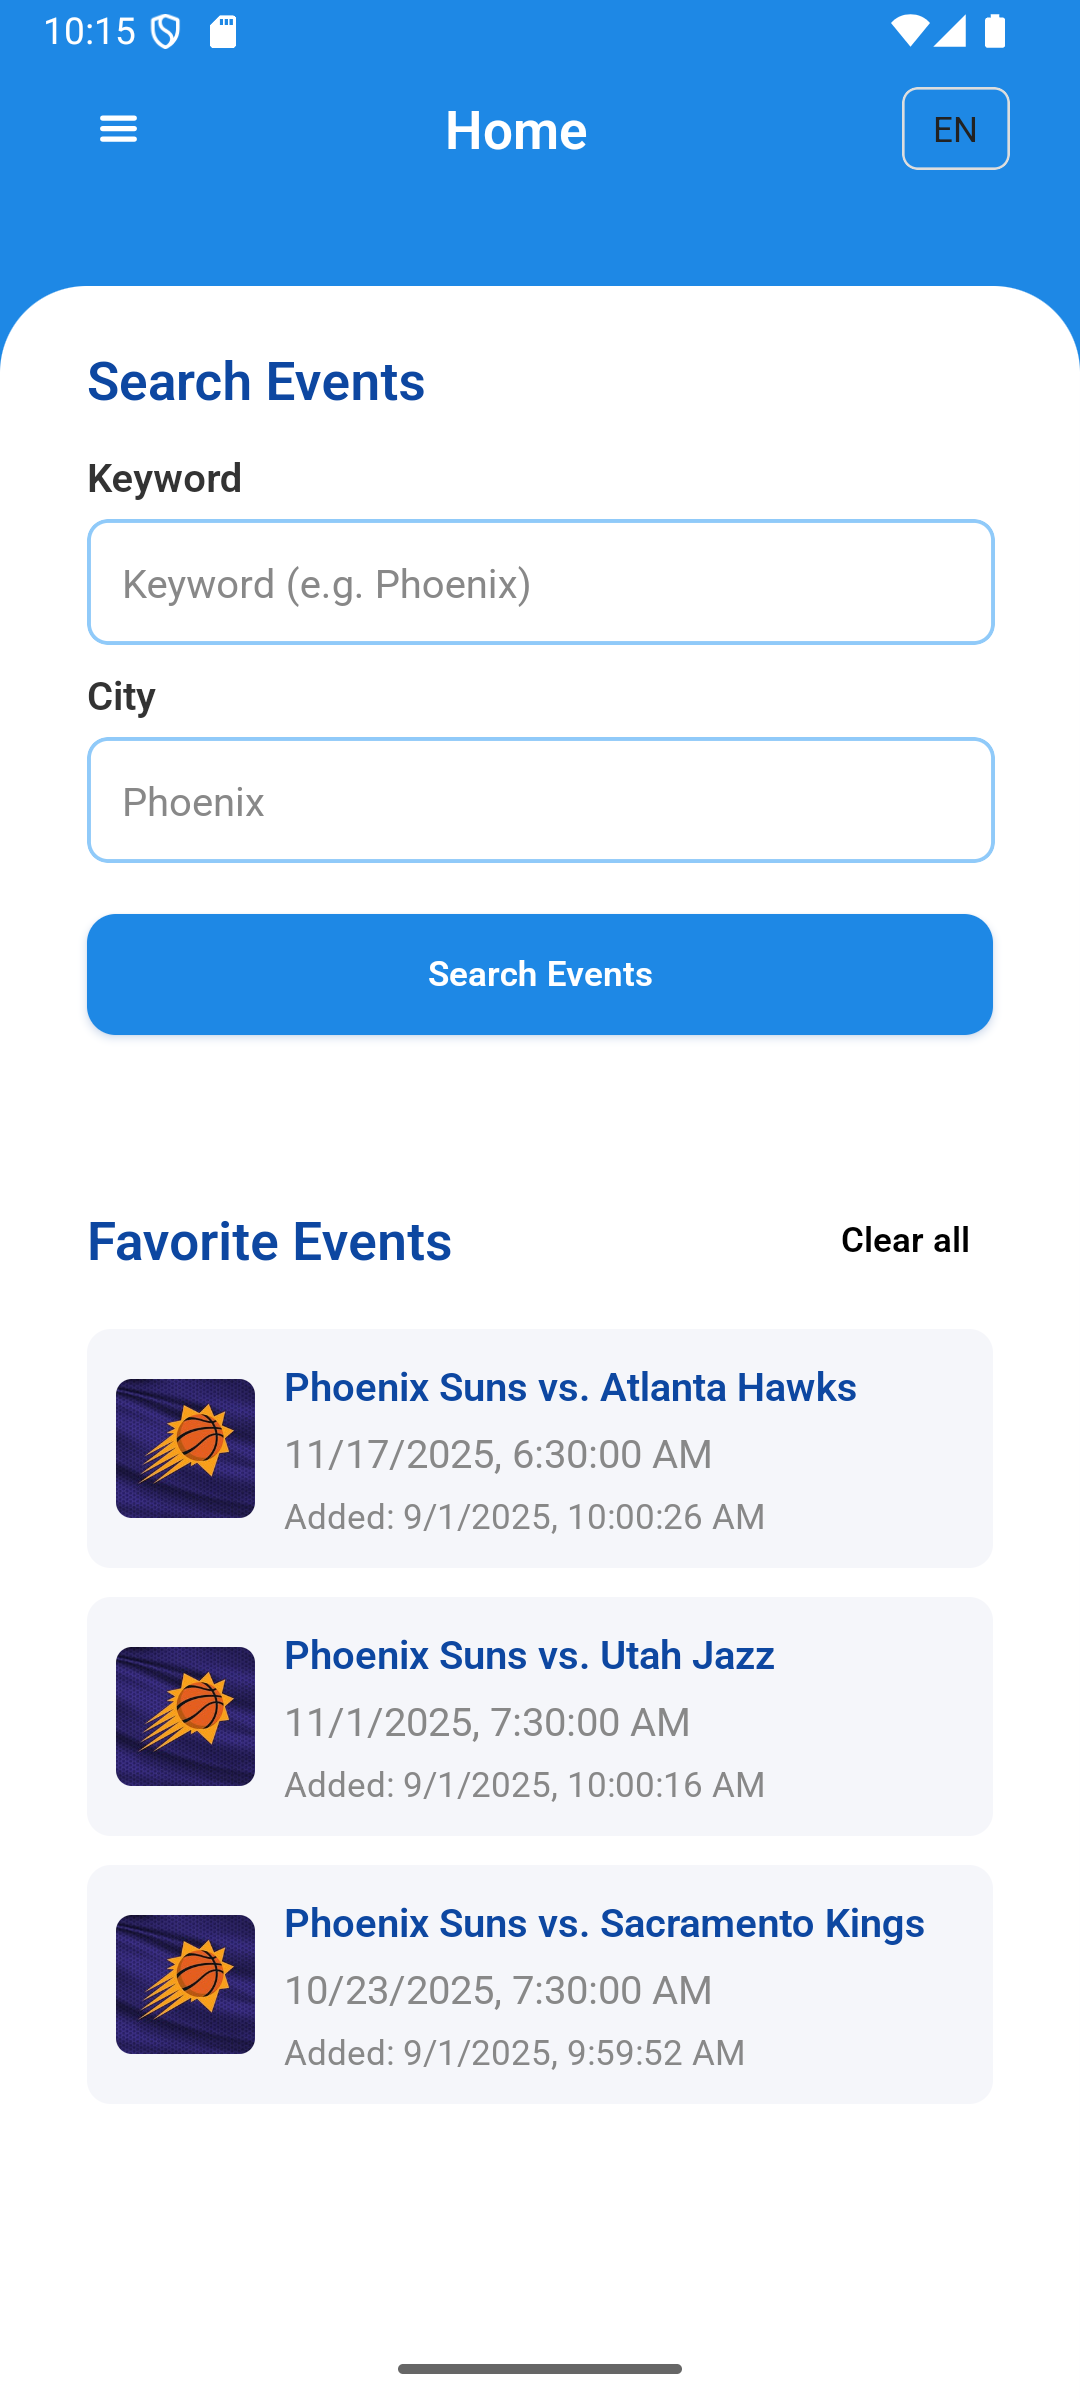 10:15
Home
EN
Search Events
Keyword
Keyword (e.g. Phoenix)
City
Phoenix
Search Events
Favorite Events
Clear all
Phoenix Suns vs. Atlanta Hawks
11/17/2025, 6:30:00 AM
Added: 9/1/2025, 10:00:26 AM
Phoenix Suns vs. Utah Jazz
11/1/2025, 7:30:00 AM
Added: 9/1/2025, 10:00:16 AM
Phoenix Suns vs. Sacramento Kings
10/23/2025, 7:30:00 AM
Added: 9/1/2025, 9:59:52 AM